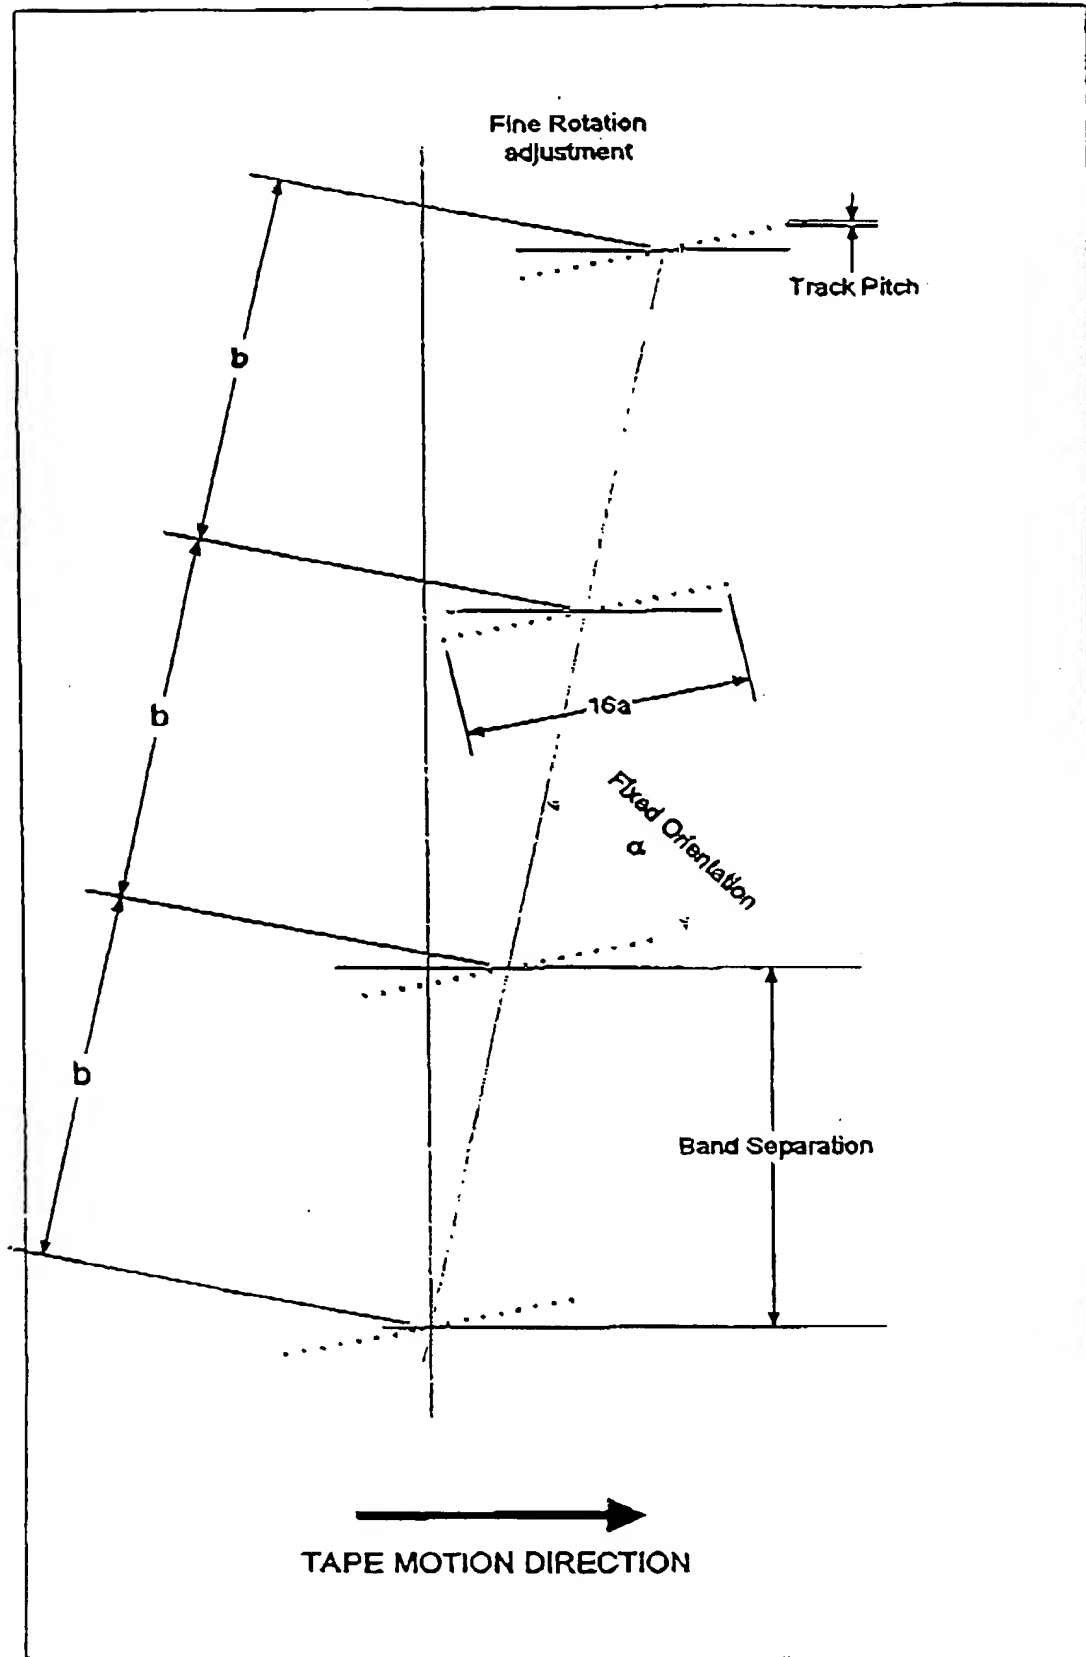 Fine Rotation
adjustment
Track Pitch
b
16a
b
Fixed Orientation
α
b
Band Separation
TAPE MOTION DIRECTION